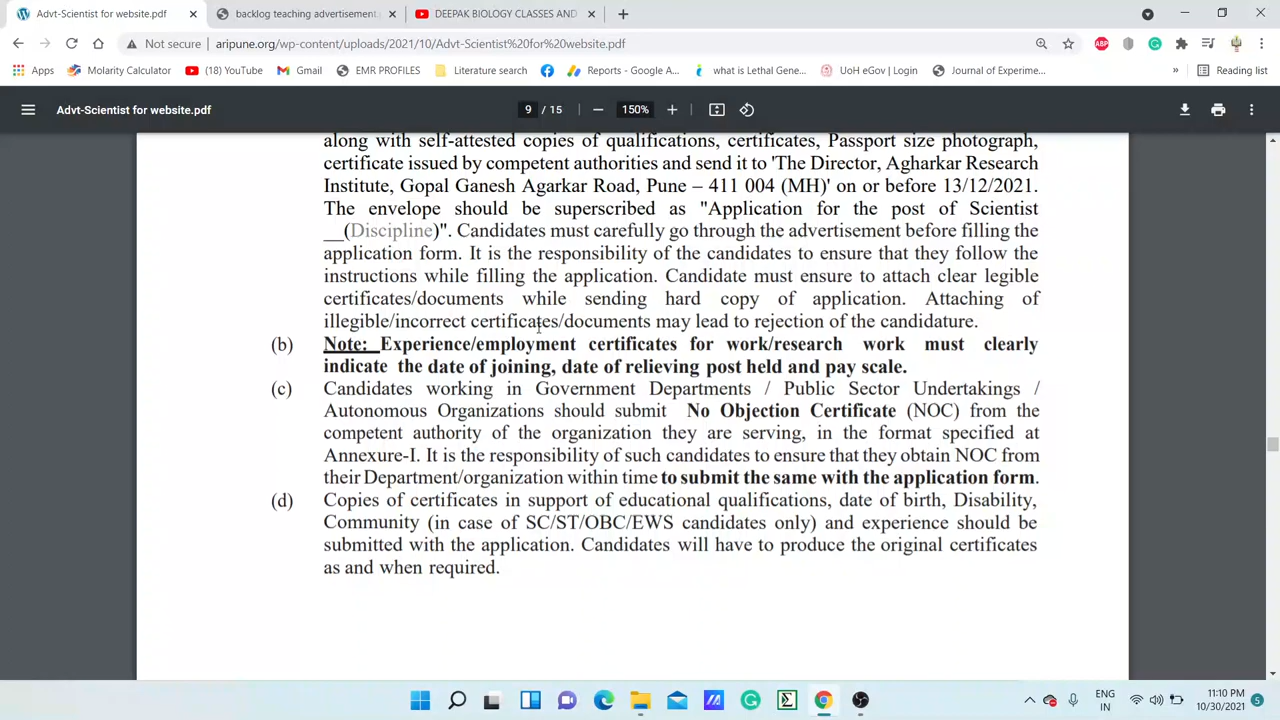 Advt-Scientist for website.pdf
backlog teaching advertisement
DEEPAK BIOLOGY CLASSES AND
Not secure
aripune.org/wp-content/uploads/2021/10/Advt-Scientist%20for%20website.pdf
ABP
Apps
Molarity Calculator
(18) YouTube
Gmail
EMR PROFILES
Literature search
Reports - Google A...
what is Lethal Gene...
UoH eGov | Login
Journal of Experime...
»
Reading list
Advt-Scientist for website.pdf
9 / 15
150%
along with self-attested copies of qualifications, certificates, Passport size photograph,
certificate issued by competent authorities and send it to 'The Director, Agharkar Research
Institute, Gopal Ganesh Agarkar Road, Pune – 411 004 (MH)' on or before 13/12/2021.
The envelope should be superscribed as "Application for the post of Scientist
__(Discipline)". Candidates must carefully go through the advertisement before filling the
application form. It is the responsibility of the candidates to ensure that they follow the
instructions while filling the application. Candidate must ensure to attach clear legible
certificates/documents while sending hard copy of application. Attaching of
illegible/incorrect certificates/documents may lead to rejection of the candidature.
(b) Note: Experience/employment certificates for work/research work must clearly
indicate the date of joining, date of relieving post held and pay scale.
(c) Candidates working in Government Departments / Public Sector Undertakings /
Autonomous Organizations should submit No Objection Certificate (NOC) from the
competent authority of the organization they are serving, in the format specified at
Annexure-I. It is the responsibility of such candidates to ensure that they obtain NOC from
their Department/organization within time to submit the same with the application form.
(d) Copies of certificates in support of educational qualifications, date of birth, Disability,
Community (in case of SC/ST/OBC/EWS candidates only) and experience should be
submitted with the application. Candidates will have to produce the original certificates
as and when required.
ENG
IN
11:10 PM
10/30/2021
5